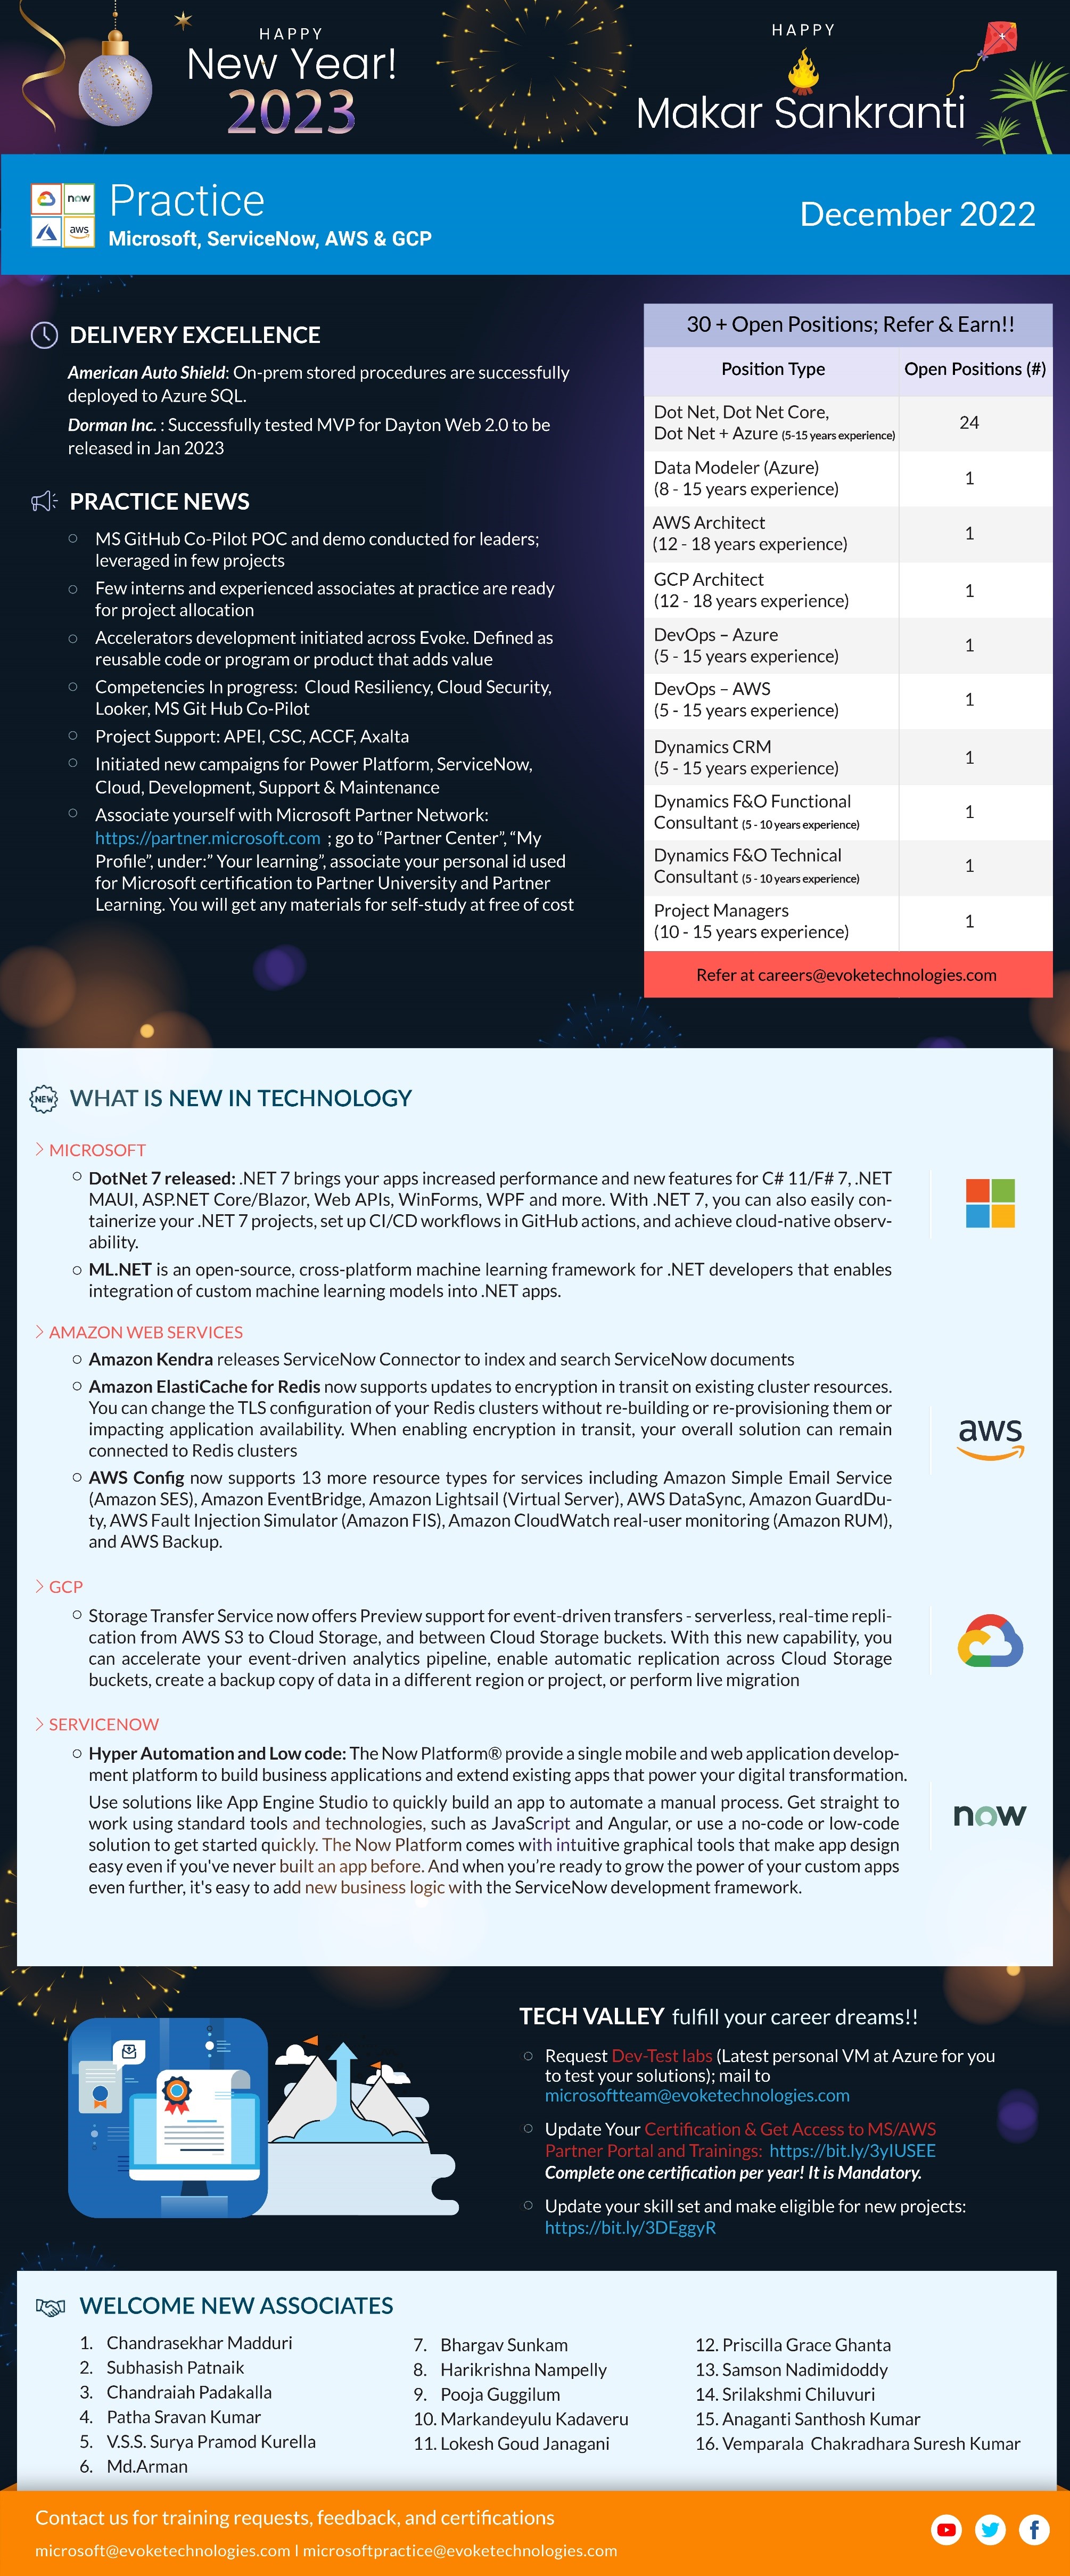 HAPPY
New Year!
2023
HAPPY
Makar Sankranti
now
aws
Practice
Microsoft, ServiceNow, AWS & GCP
December 2022
DELIVERY EXCELLENCE
American Auto Shield: On-prem stored procedures are successfully
deployed to Azure SQL.
Dorman Inc. : Successfully tested MVP for Dayton Web 2.0 to be
released in Jan 2023
PRACTICE NEWS
MS GitHub Co-Pilot POC and demo conducted for leaders;
leveraged in few projects
Few interns and experienced associates at practice are ready
for project allocation
Accelerators development initiated across Evoke. Defined as
reusable code or program or product that adds value
Competencies In progress: Cloud Resiliency, Cloud Security,
Looker, MS Git Hub Co-Pilot
Project Support: APEI, CSC, ACCF, Axalta
Initiated new campaigns for Power Platform, ServiceNow,
Cloud, Development, Support & Maintenance
Associate yourself with Microsoft Partner Network:
https://partner.microsoft.com ; go to “Partner Center”, “My
Profile”, under:” Your learning”, associate your personal id used
for Microsoft certification to Partner University and Partner
Learning. You will get any materials for self-study at free of cost
30 + Open Positions; Refer & Earn!!
Position Type Open Positions (#)
Dot Net, Dot Net Core,
Dot Net + Azure (5-15 years experience) 24
Data Modeler (Azure)
(8 - 15 years experience) 1
AWS Architect
(12 - 18 years experience) 1
GCP Architect
(12 - 18 years experience) 1
DevOps – Azure
(5 - 15 years experience) 1
DevOps – AWS
(5 - 15 years experience) 1
Dynamics CRM
(5 - 15 years experience) 1
Dynamics F&O Functional
Consultant (5 - 10 years experience) 1
Dynamics F&O Technical
Consultant (5 - 10 years experience) 1
Project Managers
(10 - 15 years experience) 1
Refer at careers@evoketechnologies.com
NEW
WHAT IS NEW IN TECHNOLOGY
MICROSOFT
DotNet 7 released: .NET 7 brings your apps increased performance and new features for C# 11/F# 7, .NET
MAUI, ASP.NET Core/Blazor, Web APIs, WinForms, WPF and more. With .NET 7, you can also easily con-
tainerize your .NET 7 projects, set up CI/CD workflows in GitHub actions, and achieve cloud-native observ-
ability.
ML.NET is an open-source, cross-platform machine learning framework for .NET developers that enables
integration of custom machine learning models into .NET apps.
AMAZON WEB SERVICES
Amazon Kendra releases ServiceNow Connector to index and search ServiceNow documents
Amazon ElastiCache for Redis now supports updates to encryption in transit on existing cluster resources.
You can change the TLS configuration of your Redis clusters without re-building or re-provisioning them or
impacting application availability. When enabling encryption in transit, your overall solution can remain
connected to Redis clusters
AWS Config now supports 13 more resource types for services including Amazon Simple Email Service
(Amazon SES), Amazon EventBridge, Amazon Lightsail (Virtual Server), AWS DataSync, Amazon GuardDu-
ty, AWS Fault Injection Simulator (Amazon FIS), Amazon CloudWatch real-user monitoring (Amazon RUM),
and AWS Backup.
aws
GCP
Storage Transfer Service now offers Preview support for event-driven transfers - serverless, real-time repli-
cation from AWS S3 to Cloud Storage, and between Cloud Storage buckets. With this new capability, you
can accelerate your event-driven analytics pipeline, enable automatic replication across Cloud Storage
buckets, create a backup copy of data in a different region or project, or perform live migration
SERVICENOW
Hyper Automation and Low code: The Now Platform® provide a single mobile and web application develop-
ment platform to build business applications and extend existing apps that power your digital transformation.
Use solutions like App Engine Studio to quickly build an app to automate a manual process. Get straight to
work using standard tools and technologies, such as JavaScript and Angular, or use a no-code or low-code
solution to get started quickly. The Now Platform comes with intuitive graphical tools that make app design
easy even if you've never built an app before. And when you’re ready to grow the power of your custom apps
even further, it's easy to add new business logic with the ServiceNow development framework.
now
TECH VALLEY fulfill your career dreams!!
Request Dev-Test labs (Latest personal VM at Azure for you
to test your solutions); mail to
microsoftteam@evoketechnologies.com
Update Your Certification & Get Access to MS/AWS
Partner Portal and Trainings: https://bit.ly/3yIUSEE
Complete one certification per year! It is Mandatory.
Update your skill set and make eligible for new projects:
https://bit.ly/3DEggyR
WELCOME NEW ASSOCIATES
1. Chandrasekhar Madduri
2. Subhasish Patnaik
3. Chandraiah Padakalla
4. Patha Sravan Kumar
5. V.S.S. Surya Pramod Kurella
6. Md.Arman
7. Bhargav Sunkam
8. Harikrishna Nampelly
9. Pooja Guggilum
10. Markandeyulu Kadaveru
11. Lokesh Goud Janagani
12. Priscilla Grace Ghanta
13. Samson Nadimidoddy
14. Srilakshmi Chiluvuri
15. Anaganti Santhosh Kumar
16. Vemparala Chakradhara Suresh Kumar
Contact us for training requests, feedback, and certifications
microsoft@evoketechnologies.com I microsoftpractice@evoketechnologies.com